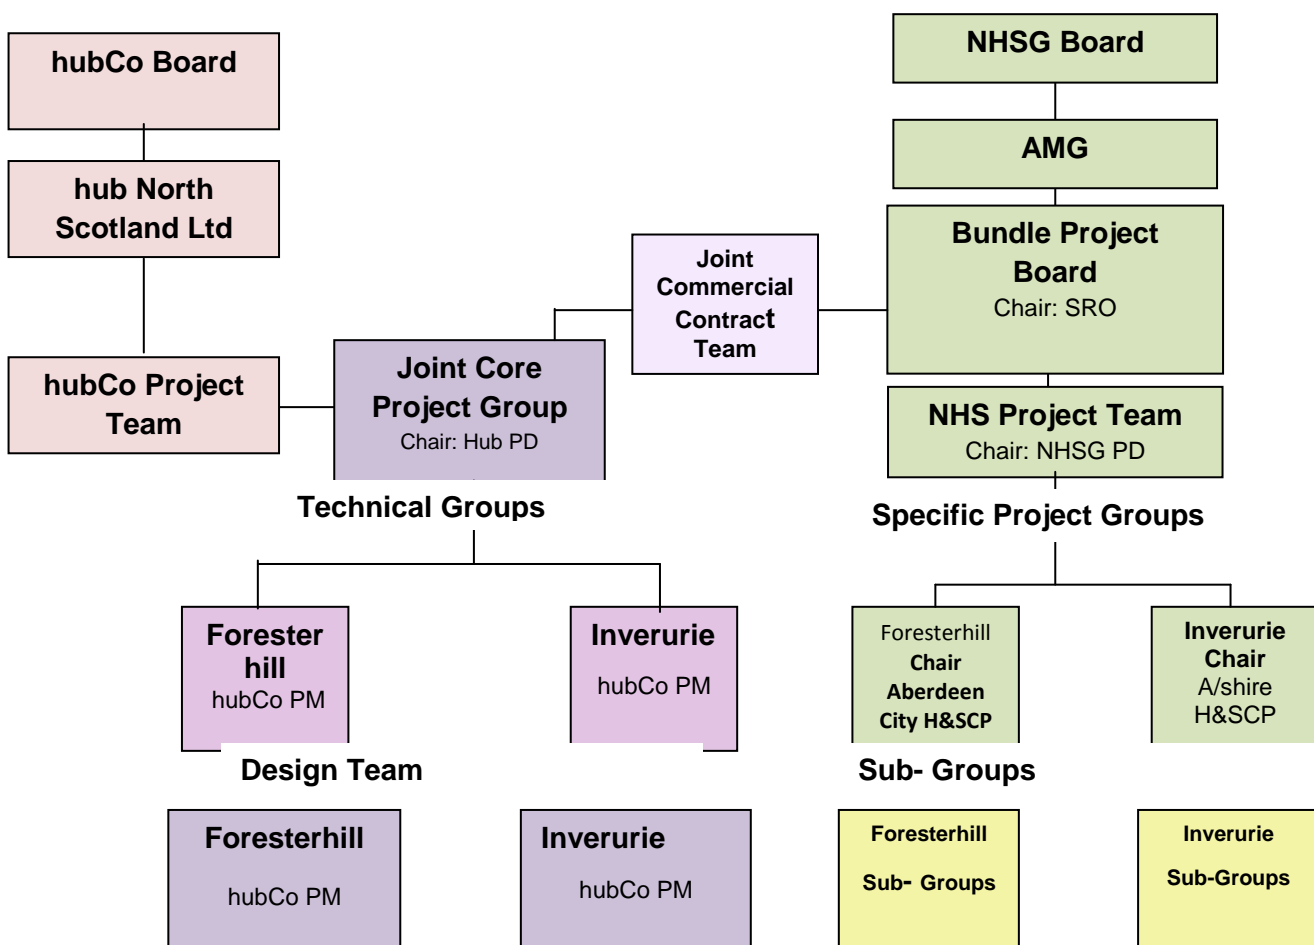 hubCo Board
hub North
Scotland Ltd
hubCo Project
Team
NHSG Board
AMG
Bundle Project
Board
Chair: SRO
Joint
Commercial
Contract
Team
Joint Core
Project Group
Chair: Hub PD
NHS Project Team
Chair: NHSG PD
Technical Groups
Specific Project Groups
Forester
hill
hubCo PM
Inverurie
hubCo PM
Foresterhill
Chair
Aberdeen
City H&SCP
Inverurie
Chair
A/shire
H&SCP
Design Team
Sub- Groups
Foresterhill
hubCo PM
Inverurie
hubCo PM
Foresterhill
Sub- Groups
Inverurie
Sub-Groups